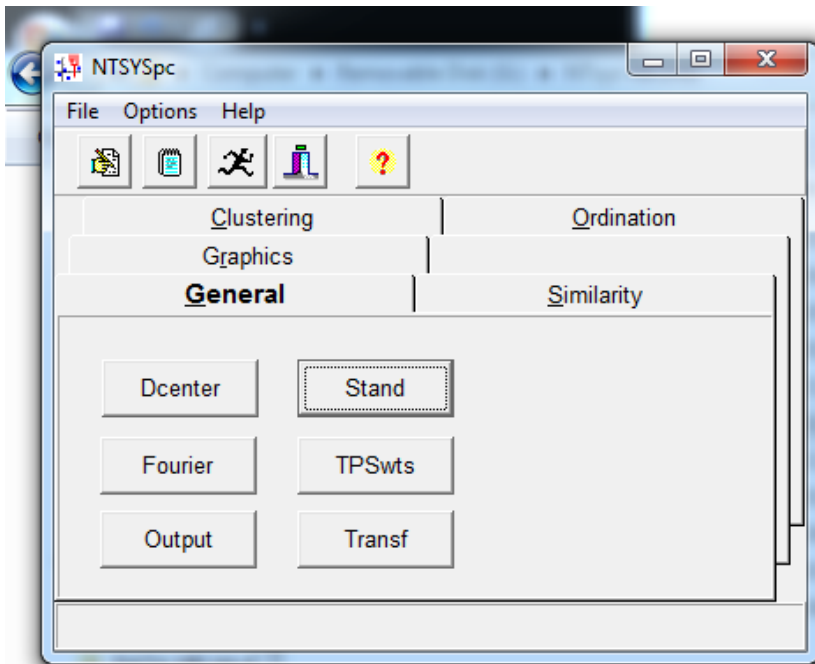 NTSYSpc
File Options Help
?
Clustering Ordination
Graphics
General Similarity
Dcenter Stand
Fourier TPSwts
Output Transf